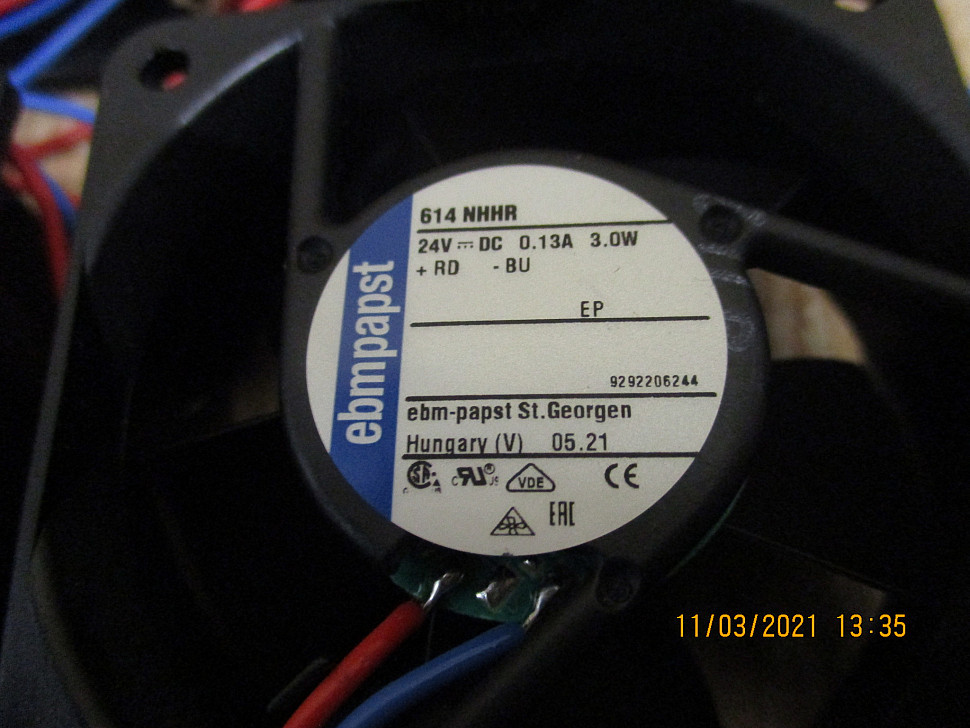 614 NHHR
24V ⎓ DC 0.13A 3.0W
+ RD - BU
EP
9292206244
ebmpapst
ebm-papst St.Georgen
Hungary (V) 05.21
VDE
CE
EAC
11/03/2021 13:35